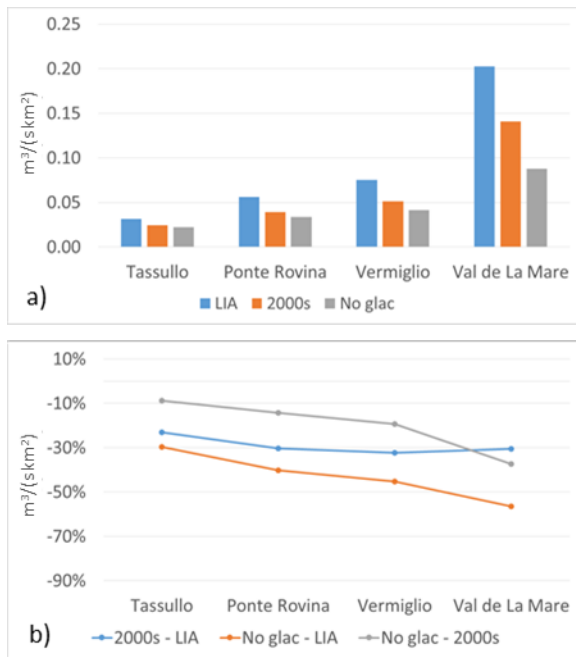 0.25
0.20
0.15
0.10
0.05
0.00
m³/(skm²)
Tassullo Ponte Rovina Vermiglio Val de La Mare
a)
LIA 2000s No glac
10%
-10%
-30%
-50%
-70%
-90%
m³/(skm²)
Tassullo Ponte Rovina Vermiglio Val de La Mare
b)
2000s - LIA No glac - LIA No glac - 2000s